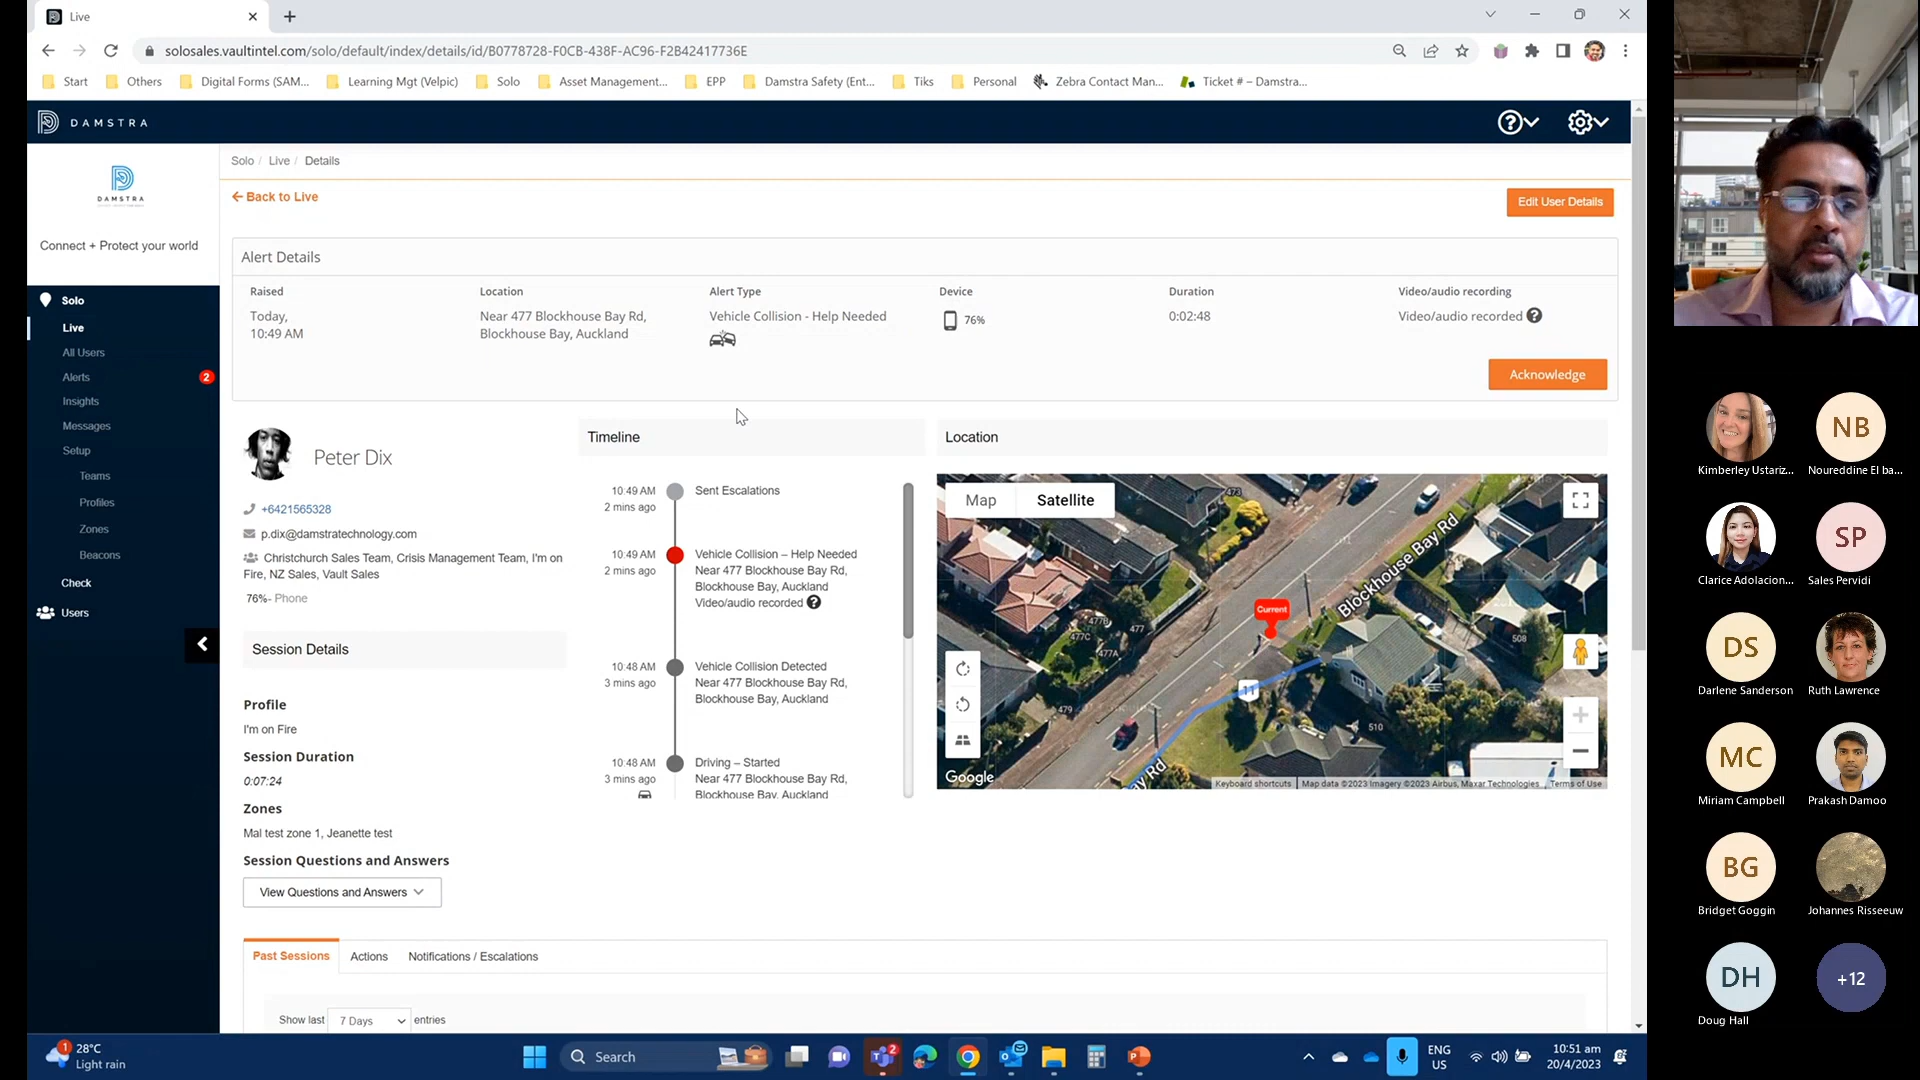 Live
solosales.vaultintel.com/solo/default/index/details/id/B0778728-F0CB-438F-AC96-F2B42417736E
Start
Others
Digital Forms (SAM...
Learning Mgt (Velpic)
Solo
Asset Management...
EPP
Damstra Safety (Ent...
Tiks
Personal
Zebra Contact Man...
Ticket # – Damstra...
DAMSTRA
DAMSTRA
Connect + Protect your world
Solo
Live
All Users
Alerts
2
Insights
Messages
Setup
Teams
Profiles
Zones
Beacons
Check
Users
Solo / Live / Details
Back to Live
Edit User Details
Alert Details
Raised
Today,
10:49 AM
Location
Near 477 Blockhouse Bay Rd,
Blockhouse Bay, Auckland
Alert Type
Vehicle Collision - Help Needed
Device
76%
Duration
0:02:48
Video/audio recording
Video/audio recorded
Acknowledge
Peter Dix
+6421565328
p.dix@damstratechnology.com
Christchurch Sales Team, Crisis Management Team, I'm on
Fire, NZ Sales, Vault Sales
76%- Phone
Session Details
Profile
I'm on Fire
Session Duration
0:07:24
Zones
Mal test zone 1, Jeanette test
Session Questions and Answers
View Questions and Answers
Timeline
10:49 AM
2 mins ago
Sent Escalations
10:49 AM
2 mins ago
Vehicle Collision – Help Needed
Near 477 Blockhouse Bay Rd,
Blockhouse Bay, Auckland
Video/audio recorded
10:48 AM
3 mins ago
Vehicle Collision Detected
Near 477 Blockhouse Bay Rd,
Blockhouse Bay, Auckland
10:48 AM
3 mins ago
Driving – Started
Near 477 Blockhouse Bay Rd,
Blockhouse Bay, Auckland
Location
Map
Satellite
473
Blockhouse Bay Rd
Current
477B
477
477C
477A
508
11
479
510
ay Rd
Google
Keyboard shortcuts
Map data ©2023 Imagery ©2023 Airbus, Maxar Technologies
Terms of Use
Past Sessions
Actions
Notifications / Escalations
Show last 7 Days entries
Kimberley Ustariz...
NB
Noureddine El ba...
Clarice Adolacion...
SP
Sales Pervidi
DS
Darlene Sanderson
Ruth Lawrence
MC
Miriam Campbell
Prakash Damoo
BG
Bridget Goggin
Johannes Risseeuw
DH
Doug Hall
+12
1
28°C
Light rain
Search
2
ENG
US
10:51 am
20/4/2023